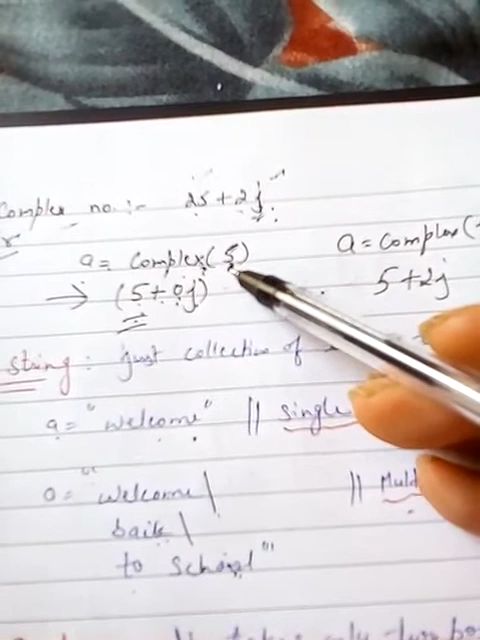 Complex no. :- 25 + 2j
a = complex(5) a = complex(
→ (5+0j) 5+2j
string : just collection of
a = "welcome" || single
a = "' welcome\ || Mult
back\
to school"'